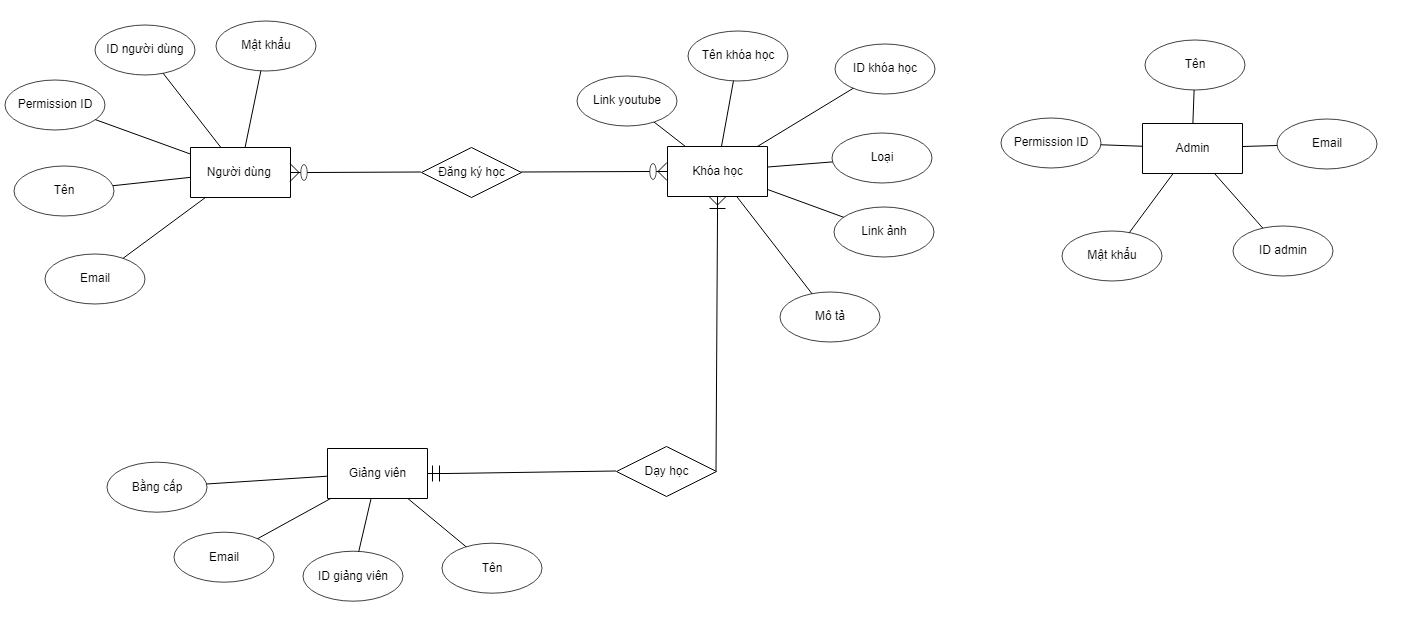 ID người dùng
Mật khẩu
Permission ID
Tên
Email
Người dùng
Đăng ký học
Link youtube
Tên khóa học
ID khóa học
Loại
Link ảnh
Mô tả
Khóa học
Tên
Permission ID
Admin
Email
Mật khẩu
ID admin
Giảng viên
Dạy học
Bằng cấp
Email
ID giảng viên
Tên